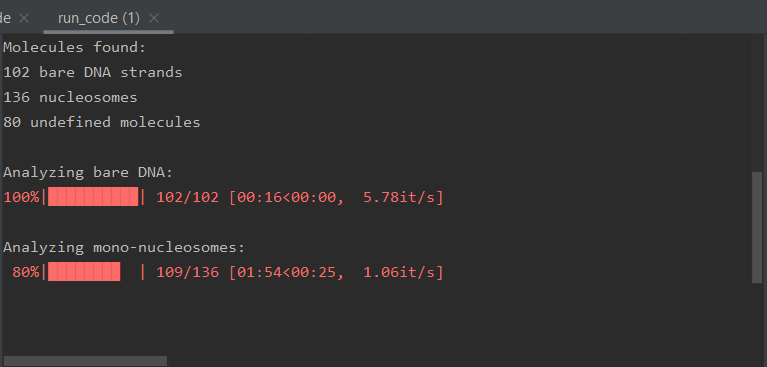 de run_code (1)
Molecules found:
102 bare DNA strands
136 nucleosomes
80 undefined molecules
Analyzing bare DNA:
100%|██████████| 102/102 [00:16<00:00, 5.78it/s]
Analyzing mono-nucleosomes:
80%|████████ | 109/136 [01:54<00:25, 1.06it/s]